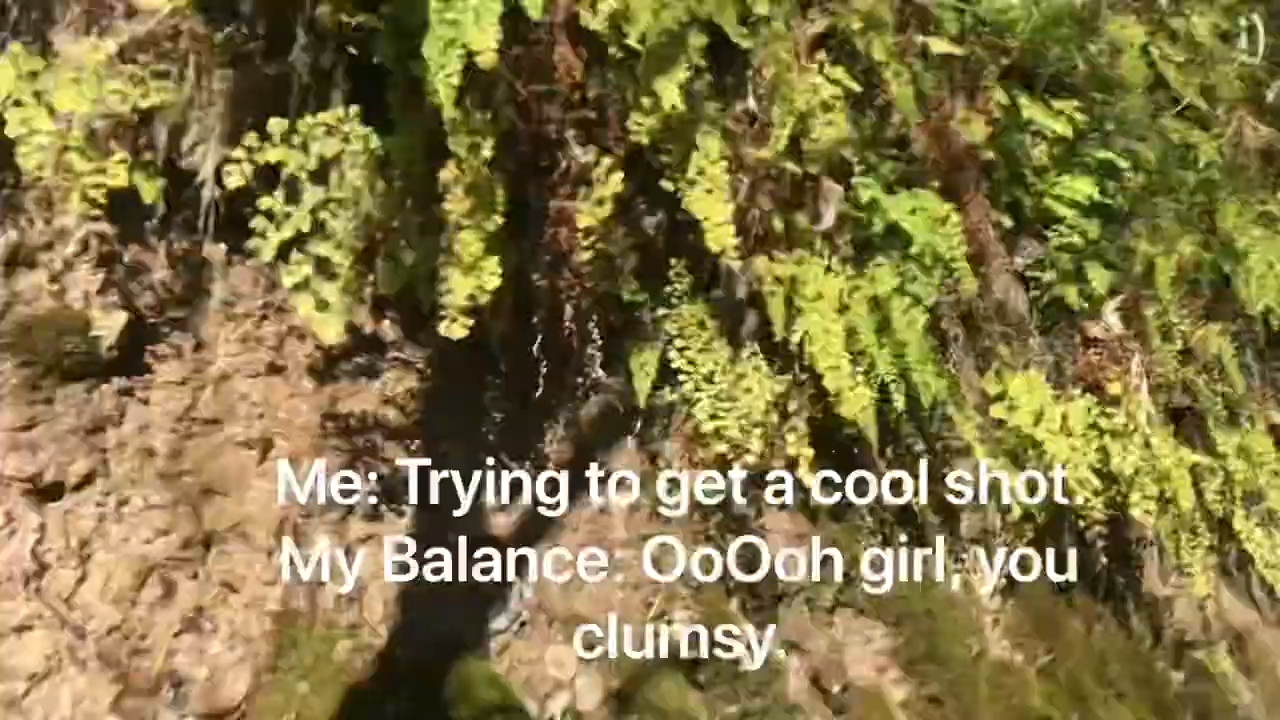 Me: Trying to get a cool shot.
My Balance: OoOoh girl, you
clumsy.